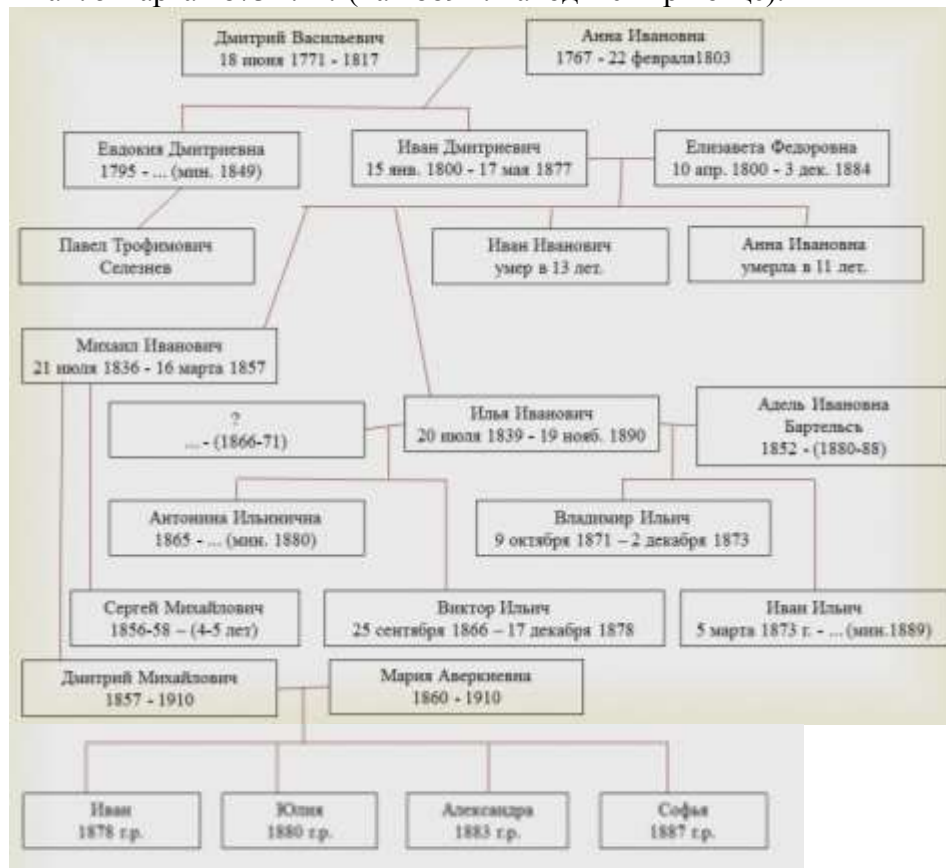 Дмитрий Васильевич
18 июня 1771 - 1817
Анна Ивановна
1767 - 22 февраля1803
Евдокия Дмитриевна
1795 - ... (мин. 1849)
Иван Дмитриевич
15 янв. 1800 - 17 мая 1877
Елизавета Федоровна
10 апр. 1800 - 3 дек. 1884
Павел Трофимович
Селезнев
Иван Иванович
умер в 13 лет.
Анна Ивановна
умерла в 11 лет.
Михаил Иванович
21 июля 1836 - 16 марта 1857
?
... - (1866-71)
Илья Иванович
20 июля 1839 - 19 нояб. 1890
Адель Ивановна
Бартельсъ
1852 - (1880-88)
Антонина Ильинична
1865 - ... (мин. 1880)
Владимир Ильич
9 октября 1871 – 2 декабря 1873
Сергей Михайлович
1856-58 – (4-5 лет)
Виктор Ильич
25 сентября 1866 – 17 декабря 1878
Иван Ильич
5 марта 1873 г. - ... (мин.1889)
Дмитрий Михайлович
1857 - 1910
Мария Аверкиевна
1860 - 1910
Иван
1878 г.р.
Юлия
1880 г.р.
Александра
1883 г.р.
Софья
1887 г.р.